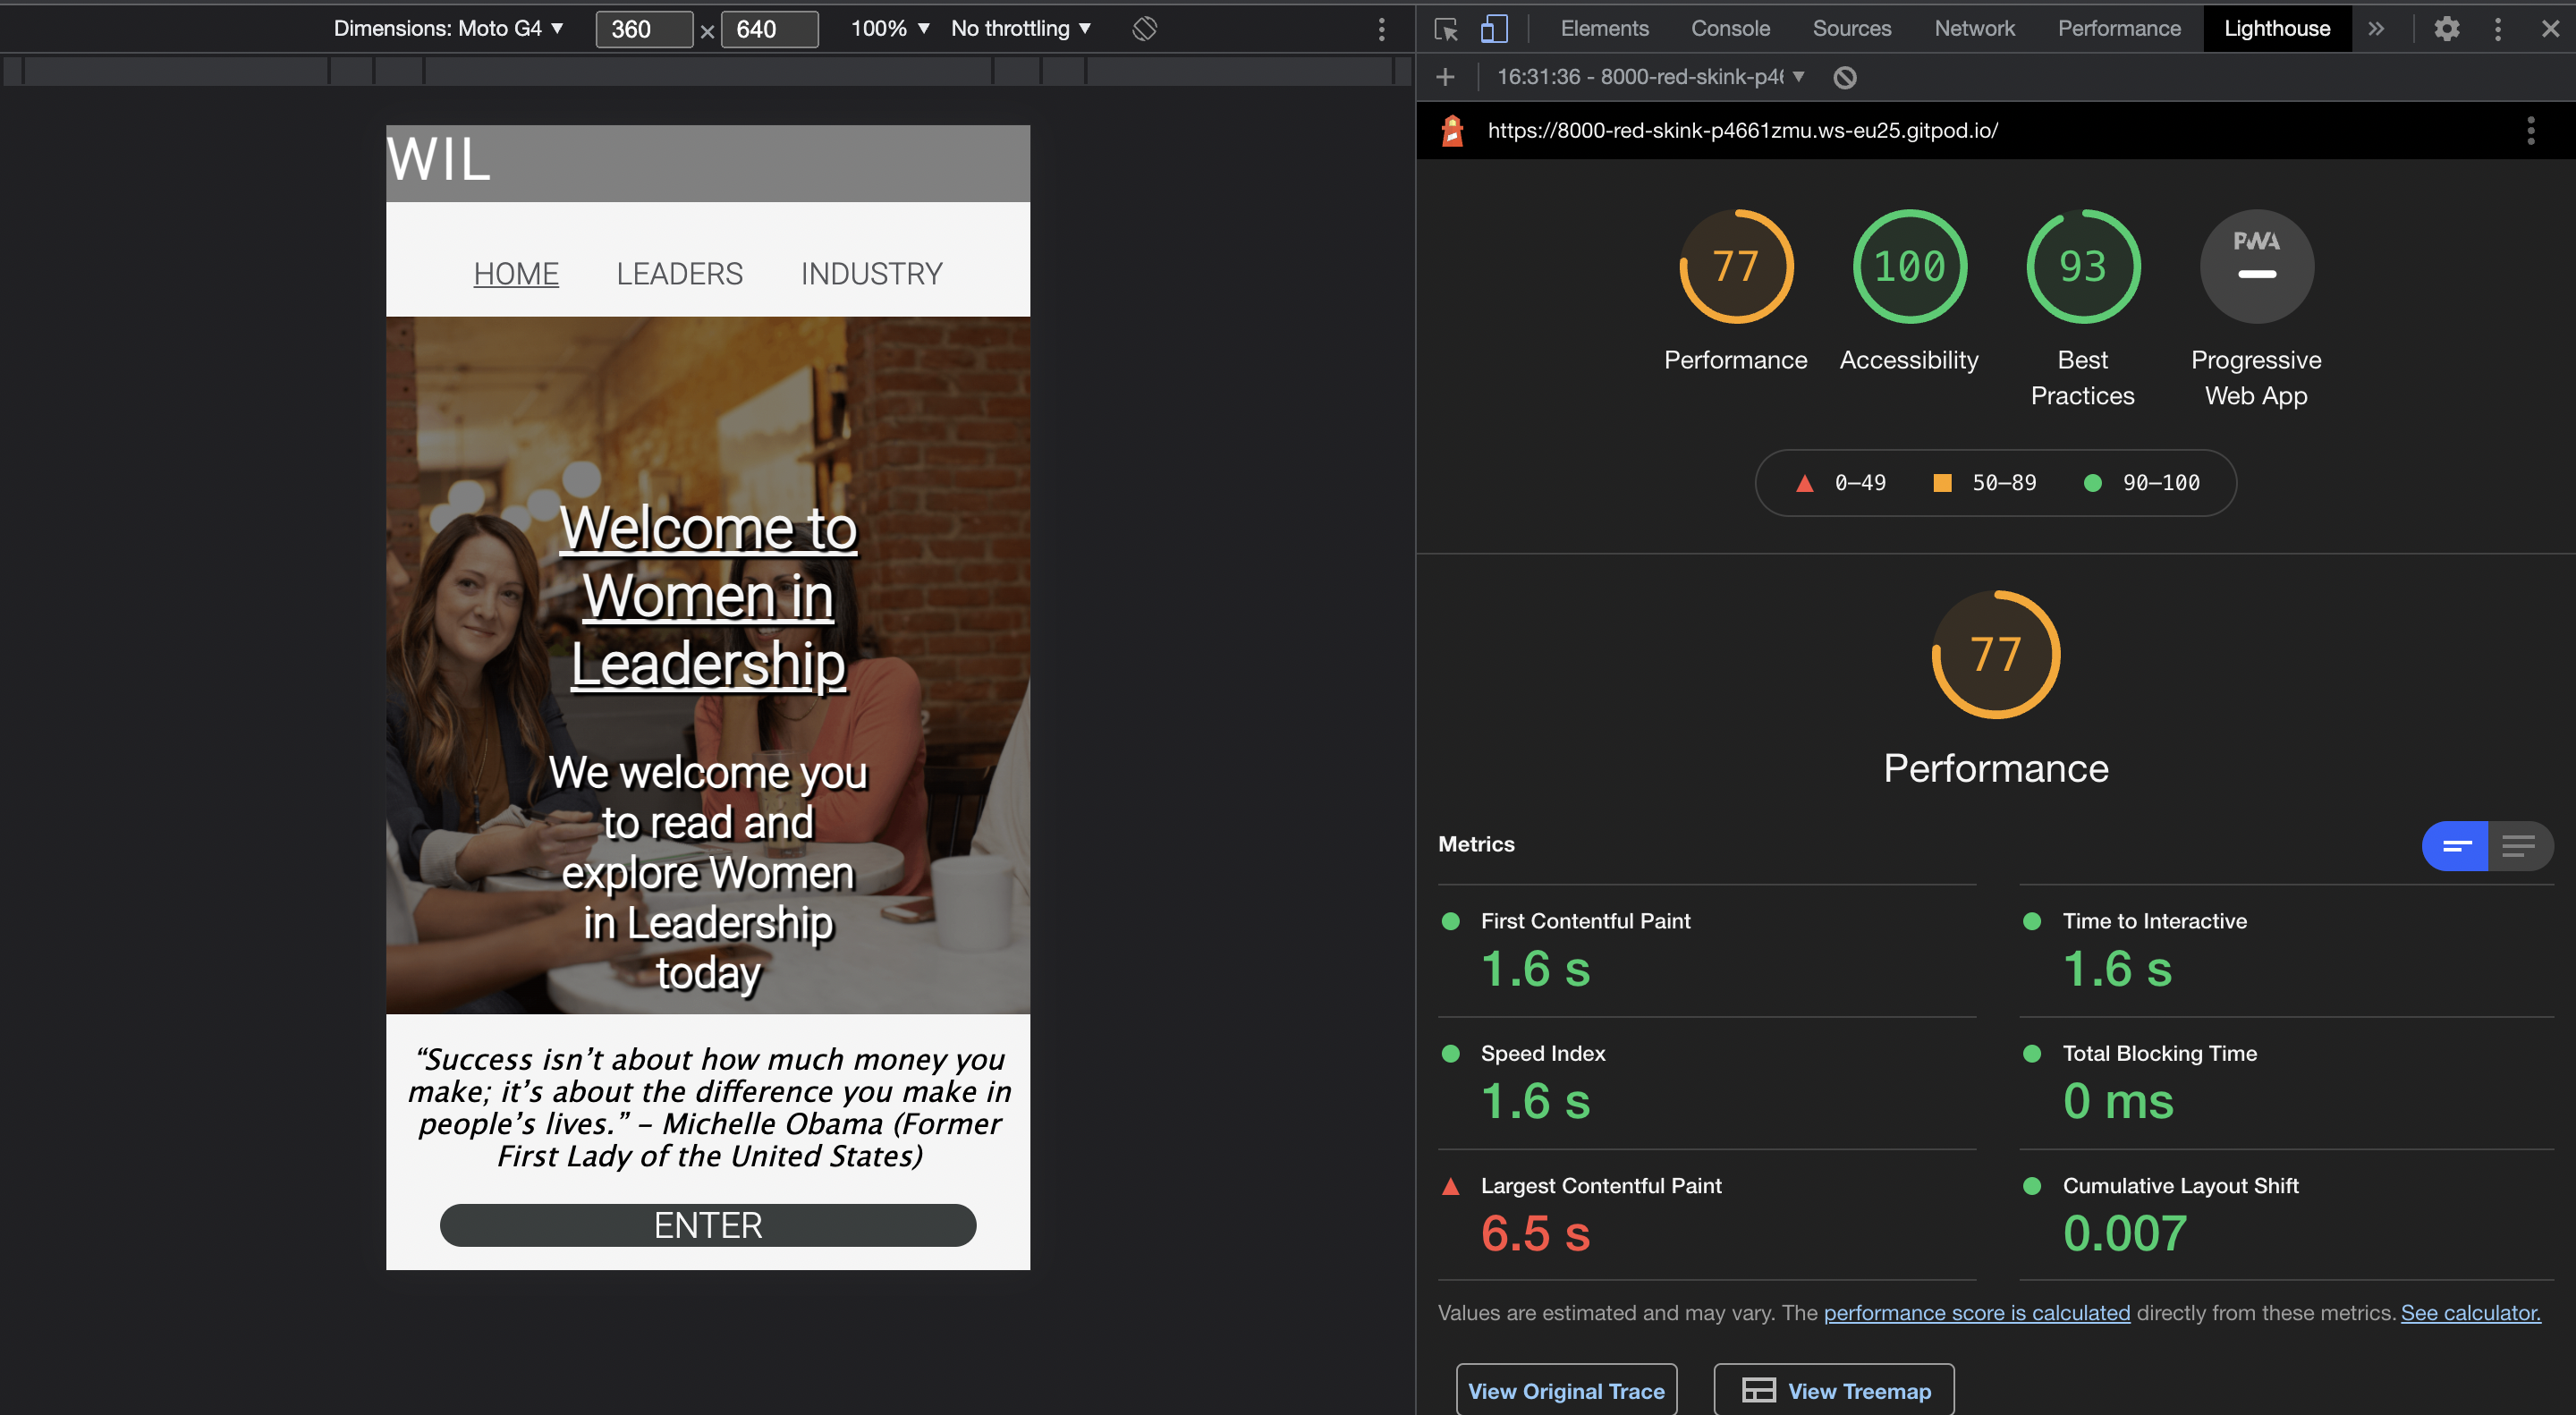 Dimensions: Moto G4 ▼ 360 × 640 100% ▼ No throttling ▼
Elements Console Sources Network Performance Lighthouse »
16:31:36 - 8000-red-skink-p46 ▼
https://8000-red-skink-p4661zmu.ws-eu25.gitpod.io/
WIL
HOME LEADERS INDUSTRY
Welcome to
Women in
Leadership
We welcome you
to read and
explore Women
in Leadership
today
“Success isn’t about how much money you
make; it’s about the difference you make in
people’s lives.” – Michelle Obama (Former
First Lady of the United States)
ENTER
77 100 93 PWA
Performance Accessibility Best Practices Progressive Web App
0–49 50–89 90–100
77
Performance
Metrics
First Contentful Paint
1.6 s
Time to Interactive
1.6 s
Speed Index
1.6 s
Total Blocking Time
0 ms
Largest Contentful Paint
6.5 s
Cumulative Layout Shift
0.007
Values are estimated and may vary. The performance score is calculated directly from these metrics. See calculator.
View Original Trace View Treemap